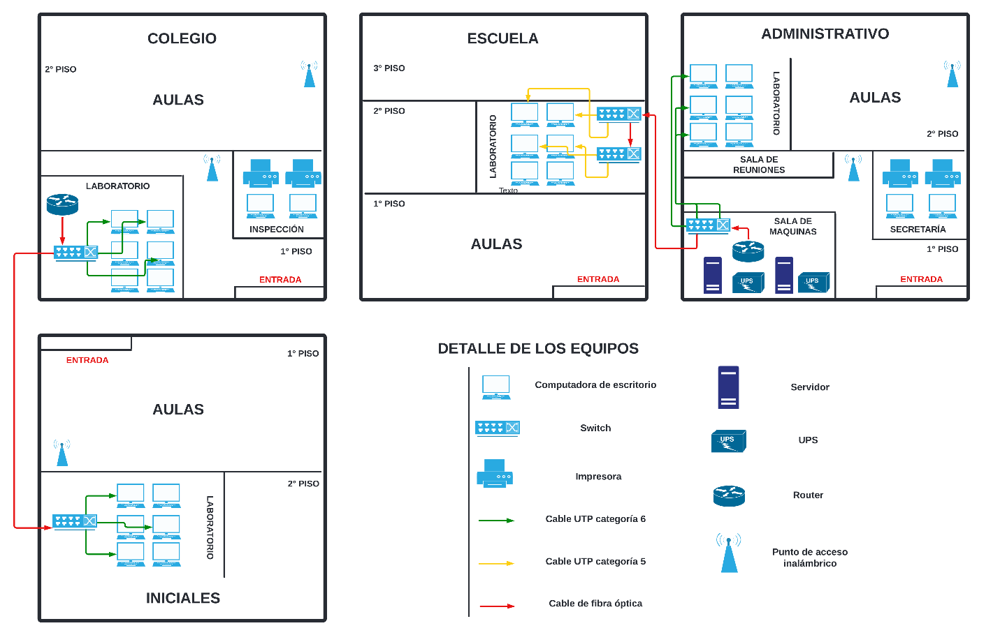 COLEGIO
2° PISO
AULAS
LABORATORIO
INSPECCIÓN
1° PISO
ENTRADA
ESCUELA
3° PISO
2° PISO
LABORATORIO
Texto
1° PISO
AULAS
ENTRADA
ADMINISTRATIVO
LABORATORIO
AULAS
2° PISO
SALA DE
REUNIONES
SALA DE
MAQUINAS
SECRETARÍA
1° PISO
UPS
UPS
ENTRADA
ENTRADA
1° PISO
AULAS
2° PISO
LABORATORIO
INICIALES
DETALLE DE LOS EQUIPOS
Computadora de escritorio
Switch
Impresora
Cable UTP categoría 6
Cable UTP categoría 5
Cable de fibra óptica
Servidor
UPS
UPS
Router
Punto de acceso
inalámbrico